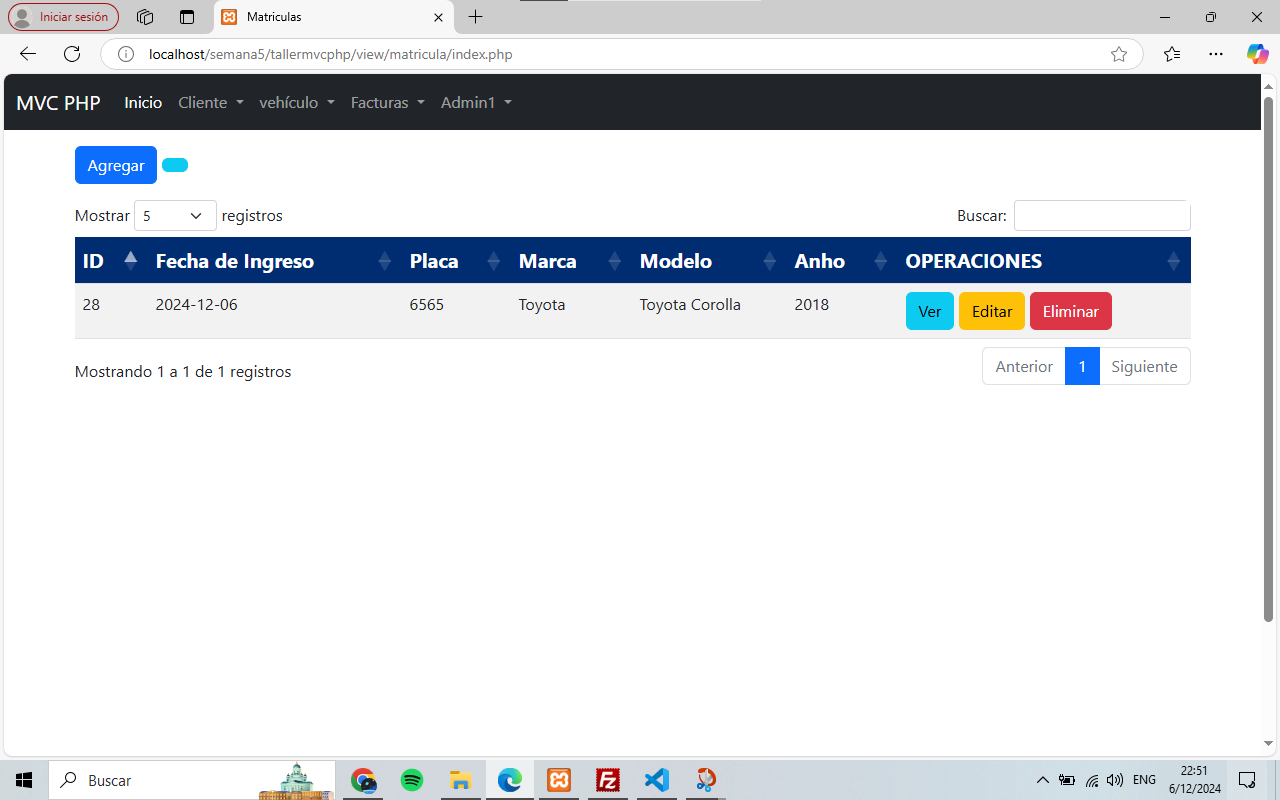 Iniciar sesión
Matriculas
localhost/semana5/tallermvcphp/view/matricula/index.php
MVC PHP Inicio Cliente vehículo Facturas Admin1
Agregar
Mostrar 5 registros Buscar:
ID Fecha de Ingreso Placa Marca Modelo Anho OPERACIONES
28 2024-12-06 6565 Toyota Toyota Corolla 2018 Ver Editar Eliminar
Mostrando 1 a 1 de 1 registros Anterior 1 Siguiente
Buscar
ENG
22:51
6/12/2024